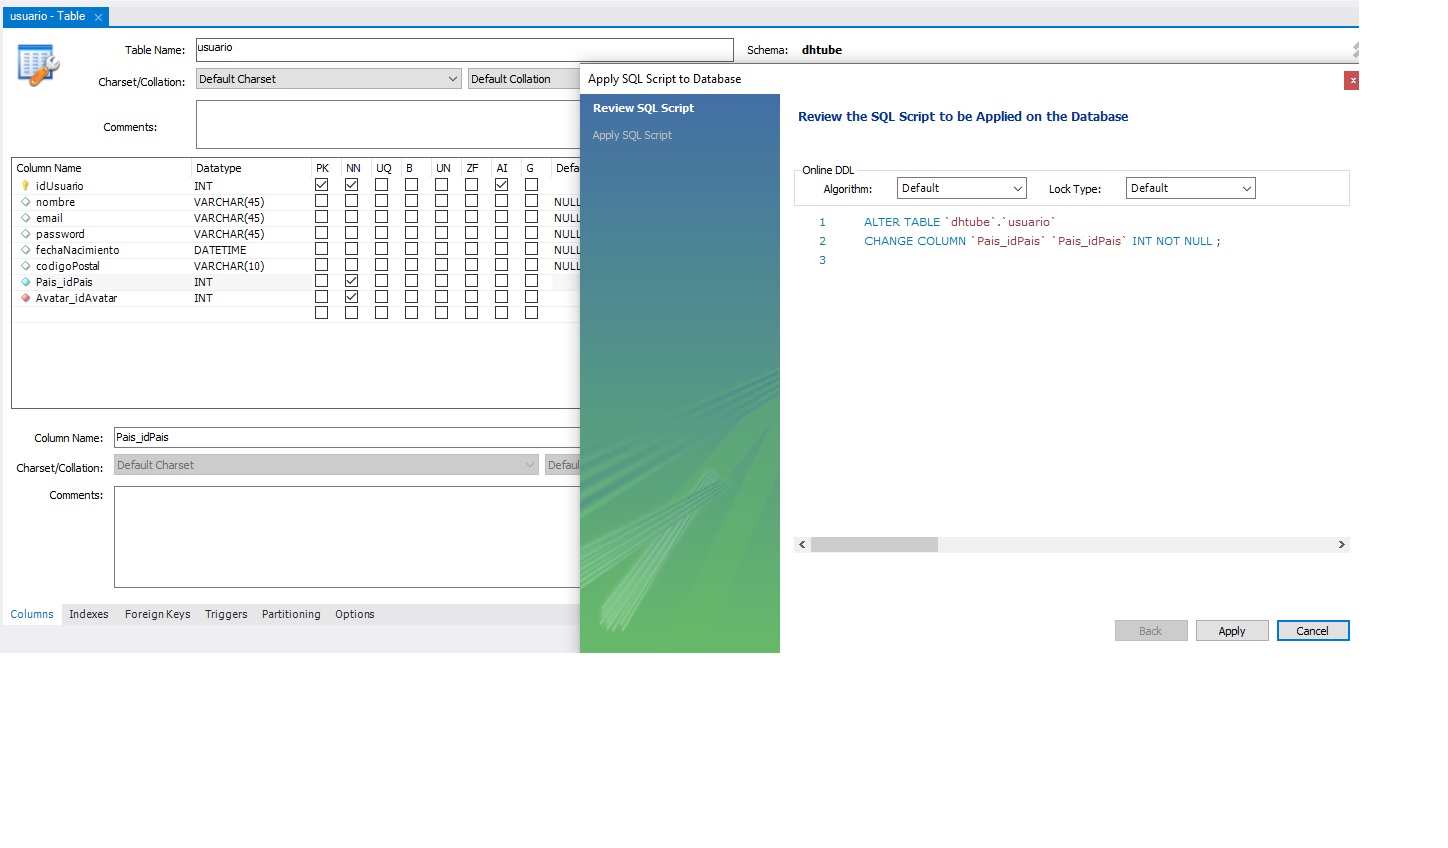 usuario - Table
Table Name: usuario Schema: dhtube
Charset/Collation: Default Charset Default Collation
Comments:
Column Name Datatype PK NN UQ B UN ZF AI G Defa
idUsuario INT
nombre VARCHAR(45) NULL
email VARCHAR(45) NULL
password VARCHAR(45) NULL
fechaNacimiento DATETIME NULL
codigoPostal VARCHAR(10) NULL
Pais_idPais INT
Avatar_idAvatar INT
Column Name: Pais_idPais
Charset/Collation: Default Charset Defaul
Comments:
Columns Indexes Foreign Keys Triggers Partitioning Options
Apply SQL Script to Database x
Review SQL Script
Apply SQL Script
Review the SQL Script to be Applied on the Database
Online DDL
Algorithm: Default Lock Type: Default
1 ALTER TABLE `dhtube`.`usuario`
2 CHANGE COLUMN `Pais_idPais` `Pais_idPais` INT NOT NULL ;
3
Back Apply Cancel